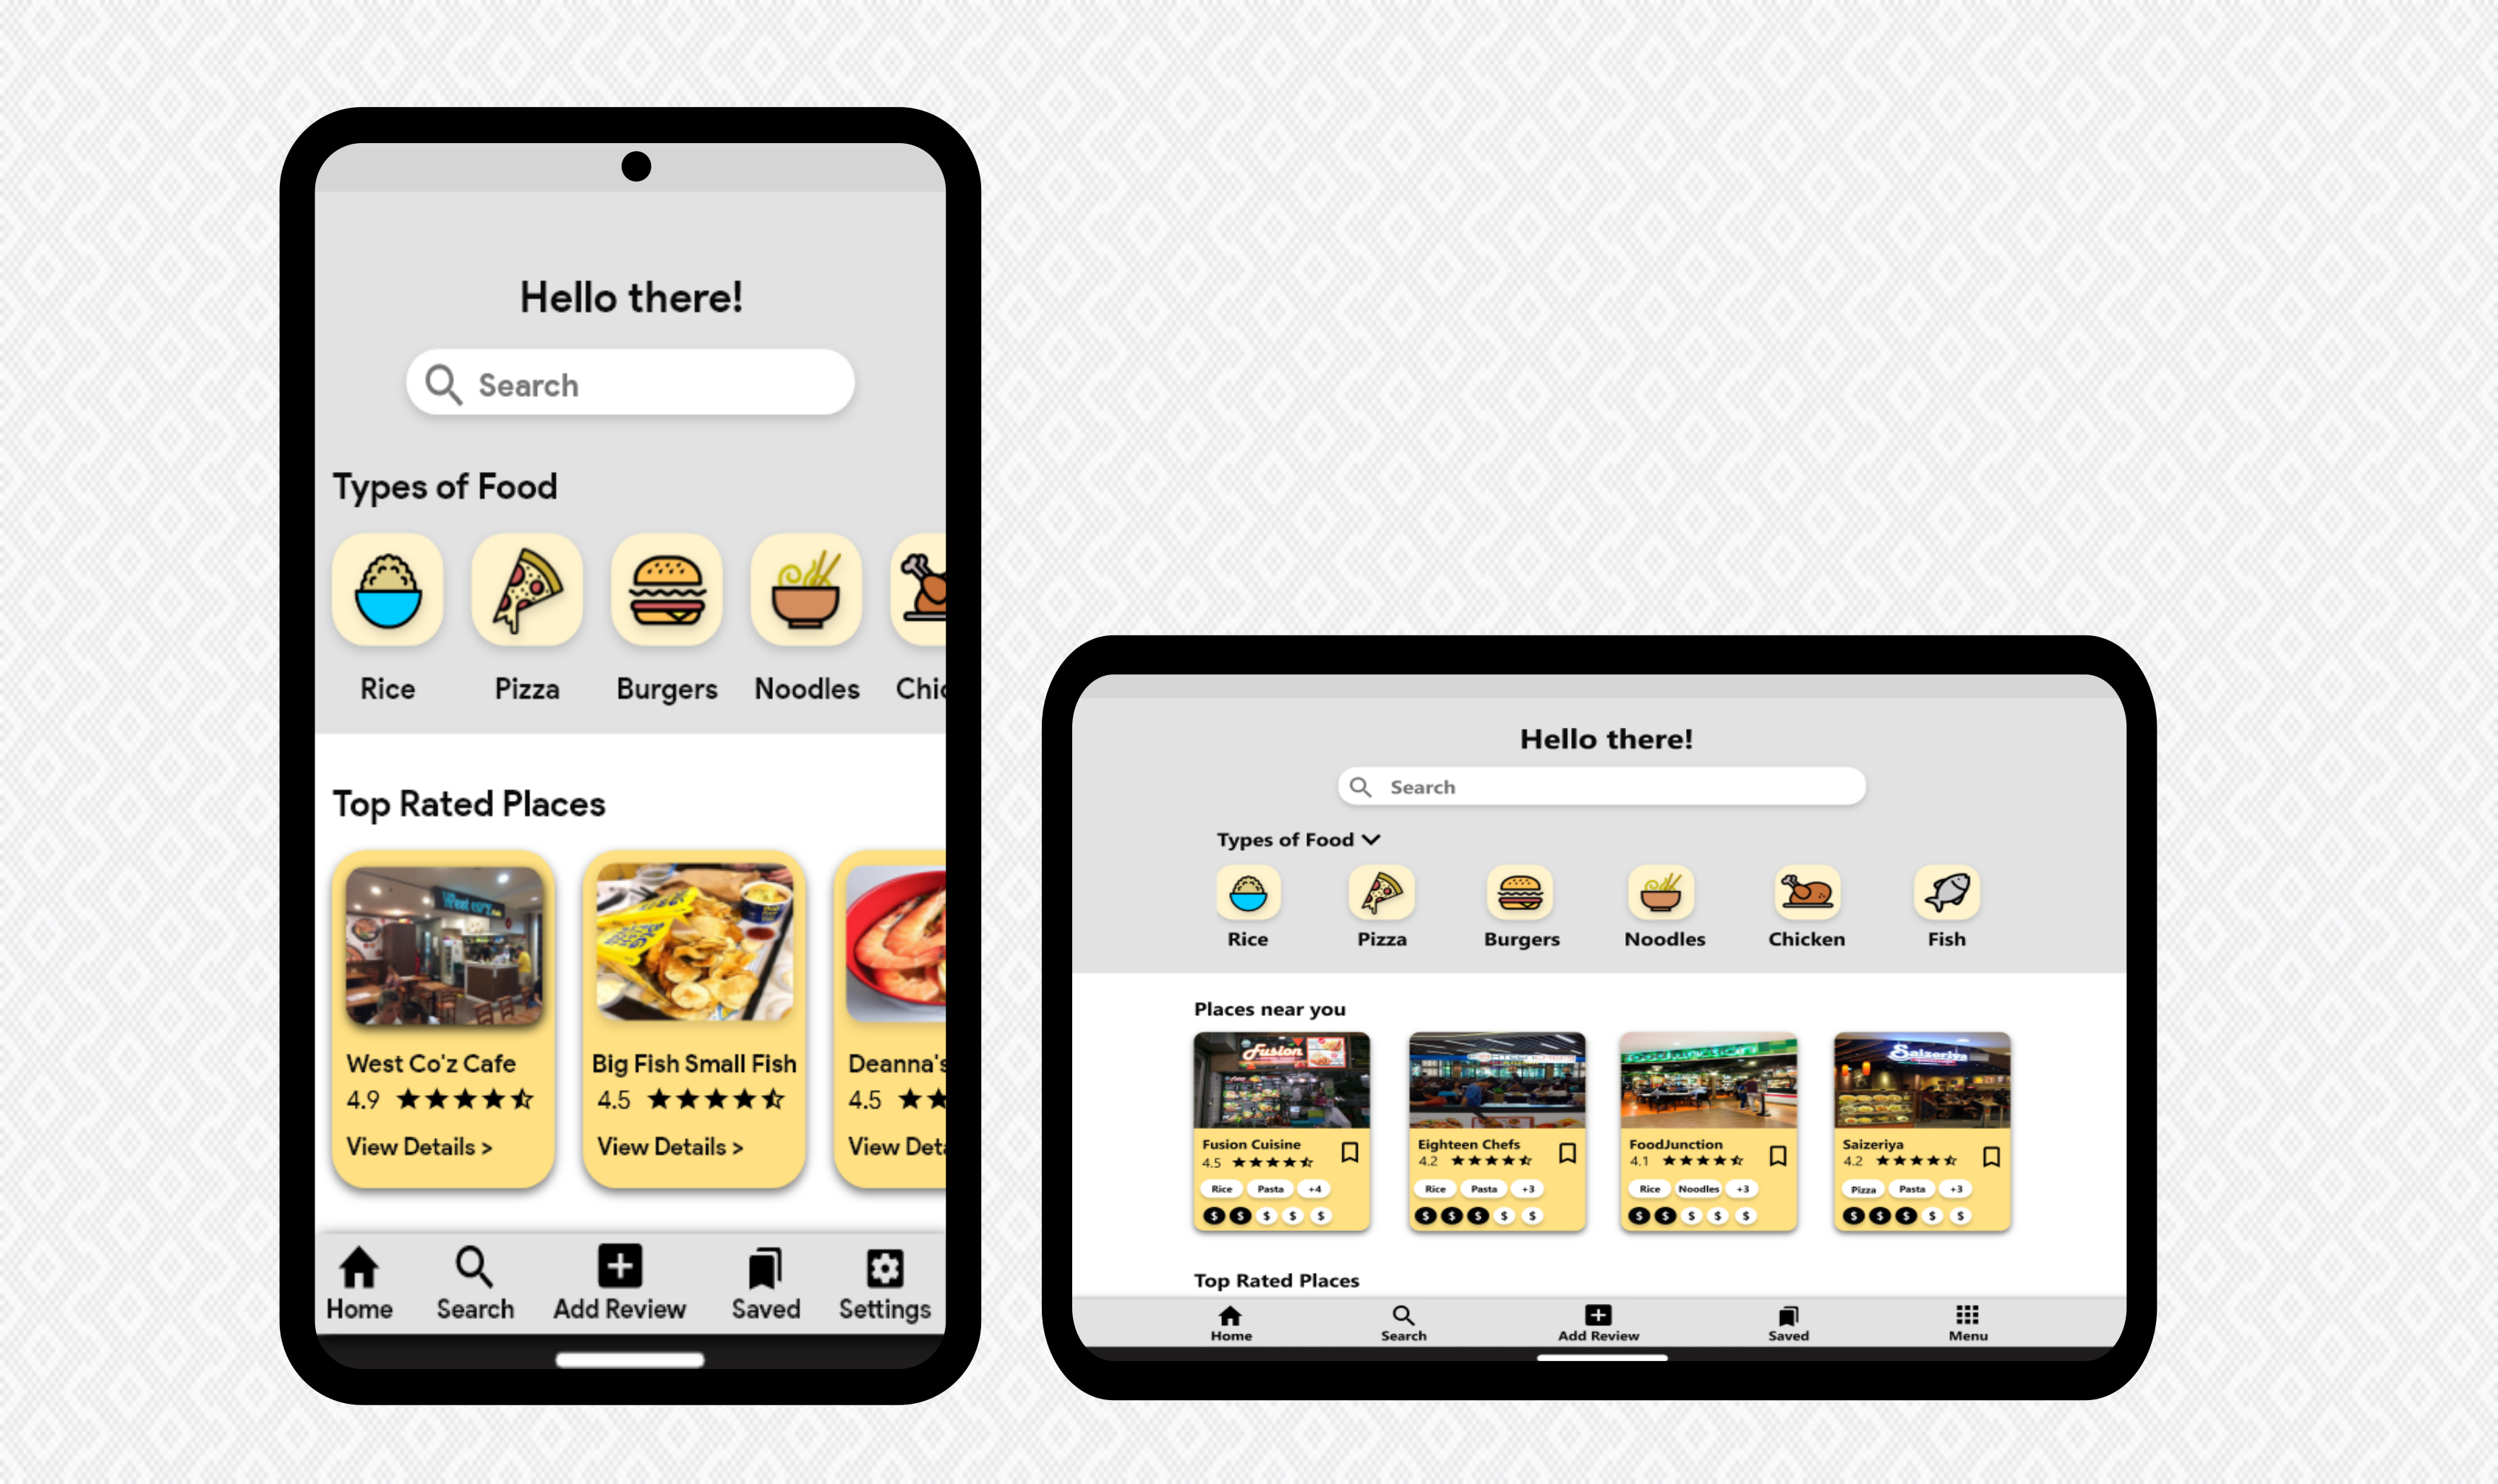 Hello there!
Search
Types of Food
Rice Pizza Burgers Noodles Chic
Top Rated Places
West Co'z Cafe
4.9
View Details >
Big Fish Small Fish
4.5
View Details >
Deanna's
4.5
View Deta
Home Search Add Review Saved Settings
Hello there!
Search
Types of Food
Rice Pizza Burgers Noodles Chicken Fish
Places near you
Fusion
Fusion Cuisine
4.5
Rice Pasta +4
$ $ $ $ $
Eighteen Chefs
4.2
Rice Pasta +3
$ $ $ $ $
FoodJunction
4.1
Rice Noodles +3
$ $ $ $ $
Saizeriya
Saizeriya
4.2
Pizza Pasta +3
$ $ $ $ $
Top Rated Places
Home Search Add Review Saved Menu